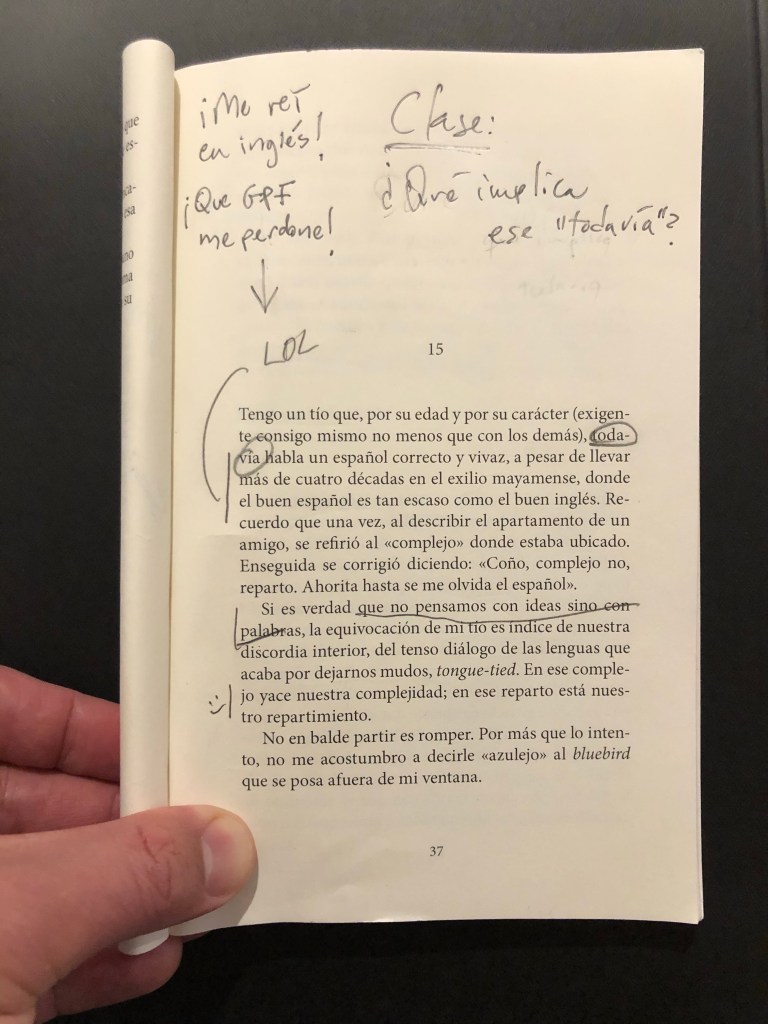 ¡Me reí
en inglés!
¡Que GPF
me perdone!
LOL
Clase:
¿Qué implica
ese "todavía"?
que
es-
ca-
esa
no
ma
su
15
Tengo un tío que, por su edad y por su carácter (exigen-
te consigo mismo no menos que con los demás), toda-
vía habla un español correcto y vivaz, a pesar de llevar
más de cuatro décadas en el exilio mayamense, donde
el buen español es tan escaso como el buen inglés. Re-
cuerdo que una vez, al describir el apartamento de un
amigo, se refirió al «complejo» donde estaba ubicado.
Enseguida se corrigió diciendo: «Coño, complejo no,
reparto. Ahorita hasta se me olvida el español».
Si es verdad que no pensamos con ideas sino con
palabras, la equivocación de mi tío es índice de nuestra
discordia interior, del tenso diálogo de las lenguas que
acaba por dejarnos mudos, tongue-tied. En ese comple-
jo yace nuestra complejidad; en ese reparto está nues-
tro repartimiento.
No en balde partir es romper. Por más que lo inten-
to, no me acostumbro a decirle «azulejo» al bluebird
que se posa afuera de mi ventana.
37